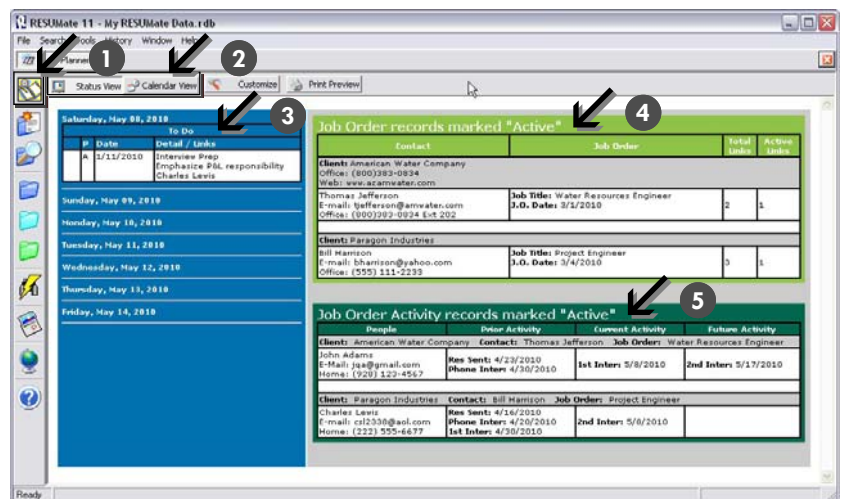 RESUMate 11 - My RESUMate Data.rdb
File Search Tools History Window Help
Planner
1
2
Status View Calendar View Customize Print Preview
3
4
Saturday, May 08, 2010
To Do
P Date Detail / Links
A 1/11/2010 Interview Prep
Emphasize P&L responsibility
Charles Lewis
Sunday, May 09, 2010
Monday, May 10, 2010
Tuesday, May 11, 2010
Wednesday, May 12, 2010
Thursday, May 13, 2010
Friday, May 14, 2010
Job Order records marked "Active"
Contact Job Order Total Links Active Links
Client: American Water Company
Office: (800)383-0834
Web: www.azamwater.com
Thomas Jefferson Job Title: Water Resources Engineer
E-mail: tjefferson@amwater.com J.O. Date: 3/1/2010 2 1
Office: (800)383-0834 Ext 202
Client: Paragon Industries
Bill Harrison Job Title: Project Engineer
E-mail: bharrison@yahoo.com J.O. Date: 3/4/2010 3 1
Office: (555) 111-2233
5
Job Order Activity records marked "Active"
People Prior Activity Current Activity Future Activity
Client: American Water Company Contact: Thomas Jefferson Job Order: Water Resources Engineer
John Adams Res Sent: 4/23/2010
E-Mail: jqa@gmail.com Phone Inter: 4/30/2010 1st Inter: 5/8/2010 2nd Inter: 5/17/2010
Home: (920) 123-4567
Client: Paragon Industries Contact: Bill Harrison Job Order: Project Engineer
Charles Lewis Res Sent: 4/16/2010
E-mail: csl2338@aol.com Phone Inter: 4/20/2010 2nd Inter: 5/8/2010
Home: (222) 555-6677 1st Inter: 4/30/2010
Ready